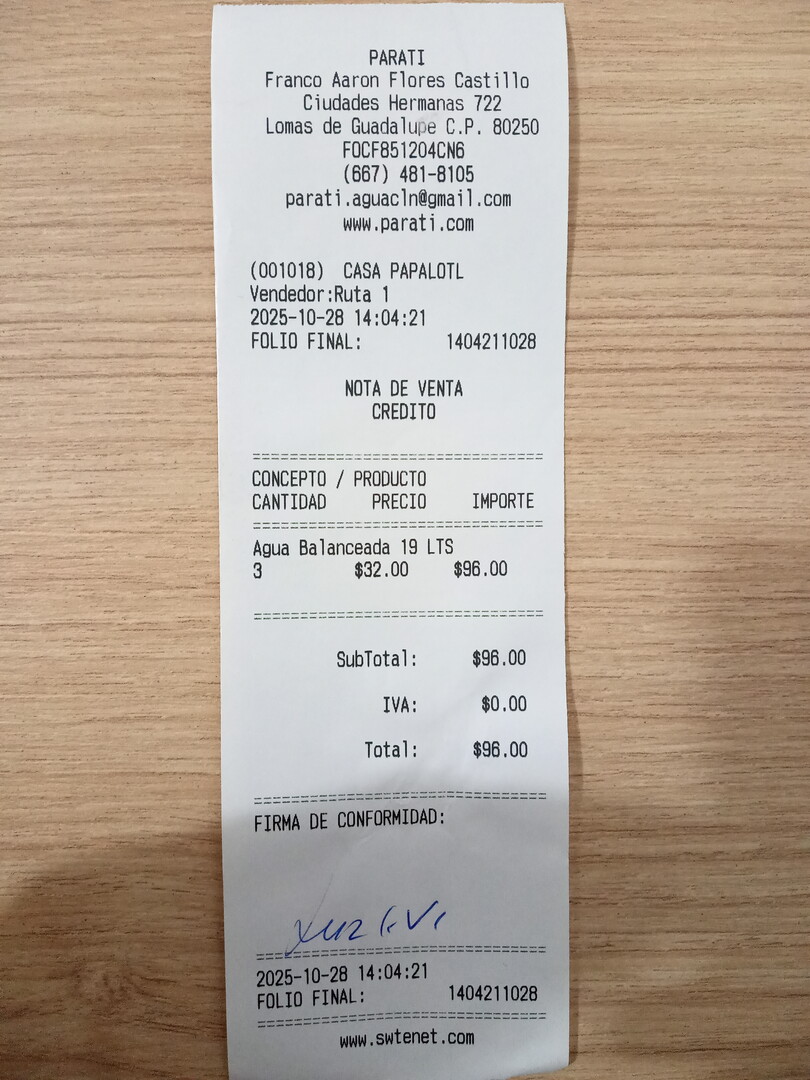 PARATI
Franco Aaron Flores Castillo
Ciudades Hermanas 722
Lomas de Guadalupe C.P. 80250
FOCF851204CN6
(667) 481-8105
parati.aguacln@gmail.com
www.parati.com
(001018) CASA PAPALOTL
Vendedor:Ruta 1
2025-10-28 14:04:21
FOLIO FINAL: 1404211028
NOTA DE VENTA
CREDITO
================================
CONCEPTO / PRODUCTO
CANTIDAD PRECIO IMPORTE
================================
Agua Balanceada 19 LTS
3 $32.00 $96.00
================================
SubTotal: $96.00
IVA: $0.00
Total: $96.00
================================
FIRMA DE CONFORMIDAD:
================================
2025-10-28 14:04:21
FOLIO FINAL: 1404211028
================================
www.swtenet.com